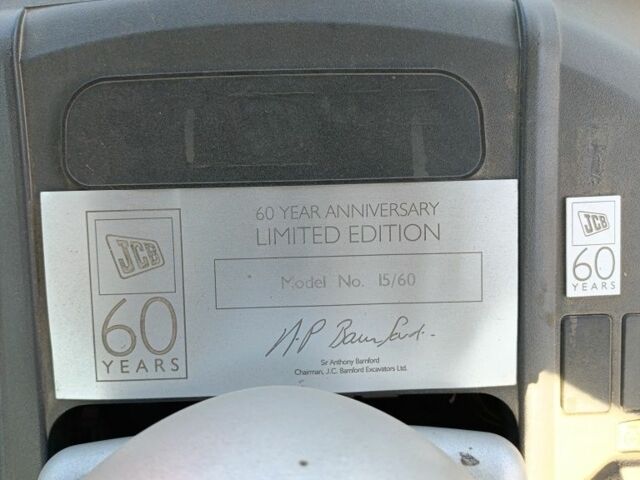 JCB
60
YEARS
60 YEAR ANNIVERSARY
LIMITED EDITION
Model No. 15/60
A P Bamford
Sir Anthony Bamford
Chairman, J.C. Bamford Excavators Ltd.
JCB
60
YEARS